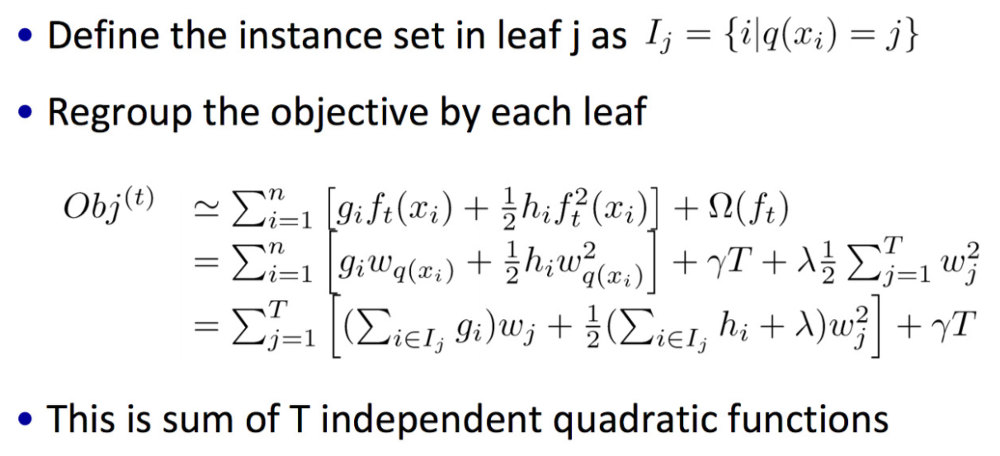 • Define the instance set in leaf j as $I_j = \{i|q(x_i) = j\}$
• Regroup the objective by each leaf
$Obj^{(t)} \simeq \sum_{i=1}^{n} \left[g_i f_t(x_i) + \frac{1}{2} h_i f_t^2(x_i)\right] + \Omega(f_t)$
$= \sum_{i=1}^{n} \left[g_i w_{q(x_i)} + \frac{1}{2} h_i w_{q(x_i)}^2\right] + \gamma T + \lambda \frac{1}{2} \sum_{j=1}^{T} w_j^2$
$= \sum_{j=1}^{T} \left[(\sum_{i \in I_j} g_i) w_j + \frac{1}{2} (\sum_{i \in I_j} h_i + \lambda) w_j^2\right] + \gamma T$
• This is sum of T independent quadratic functions